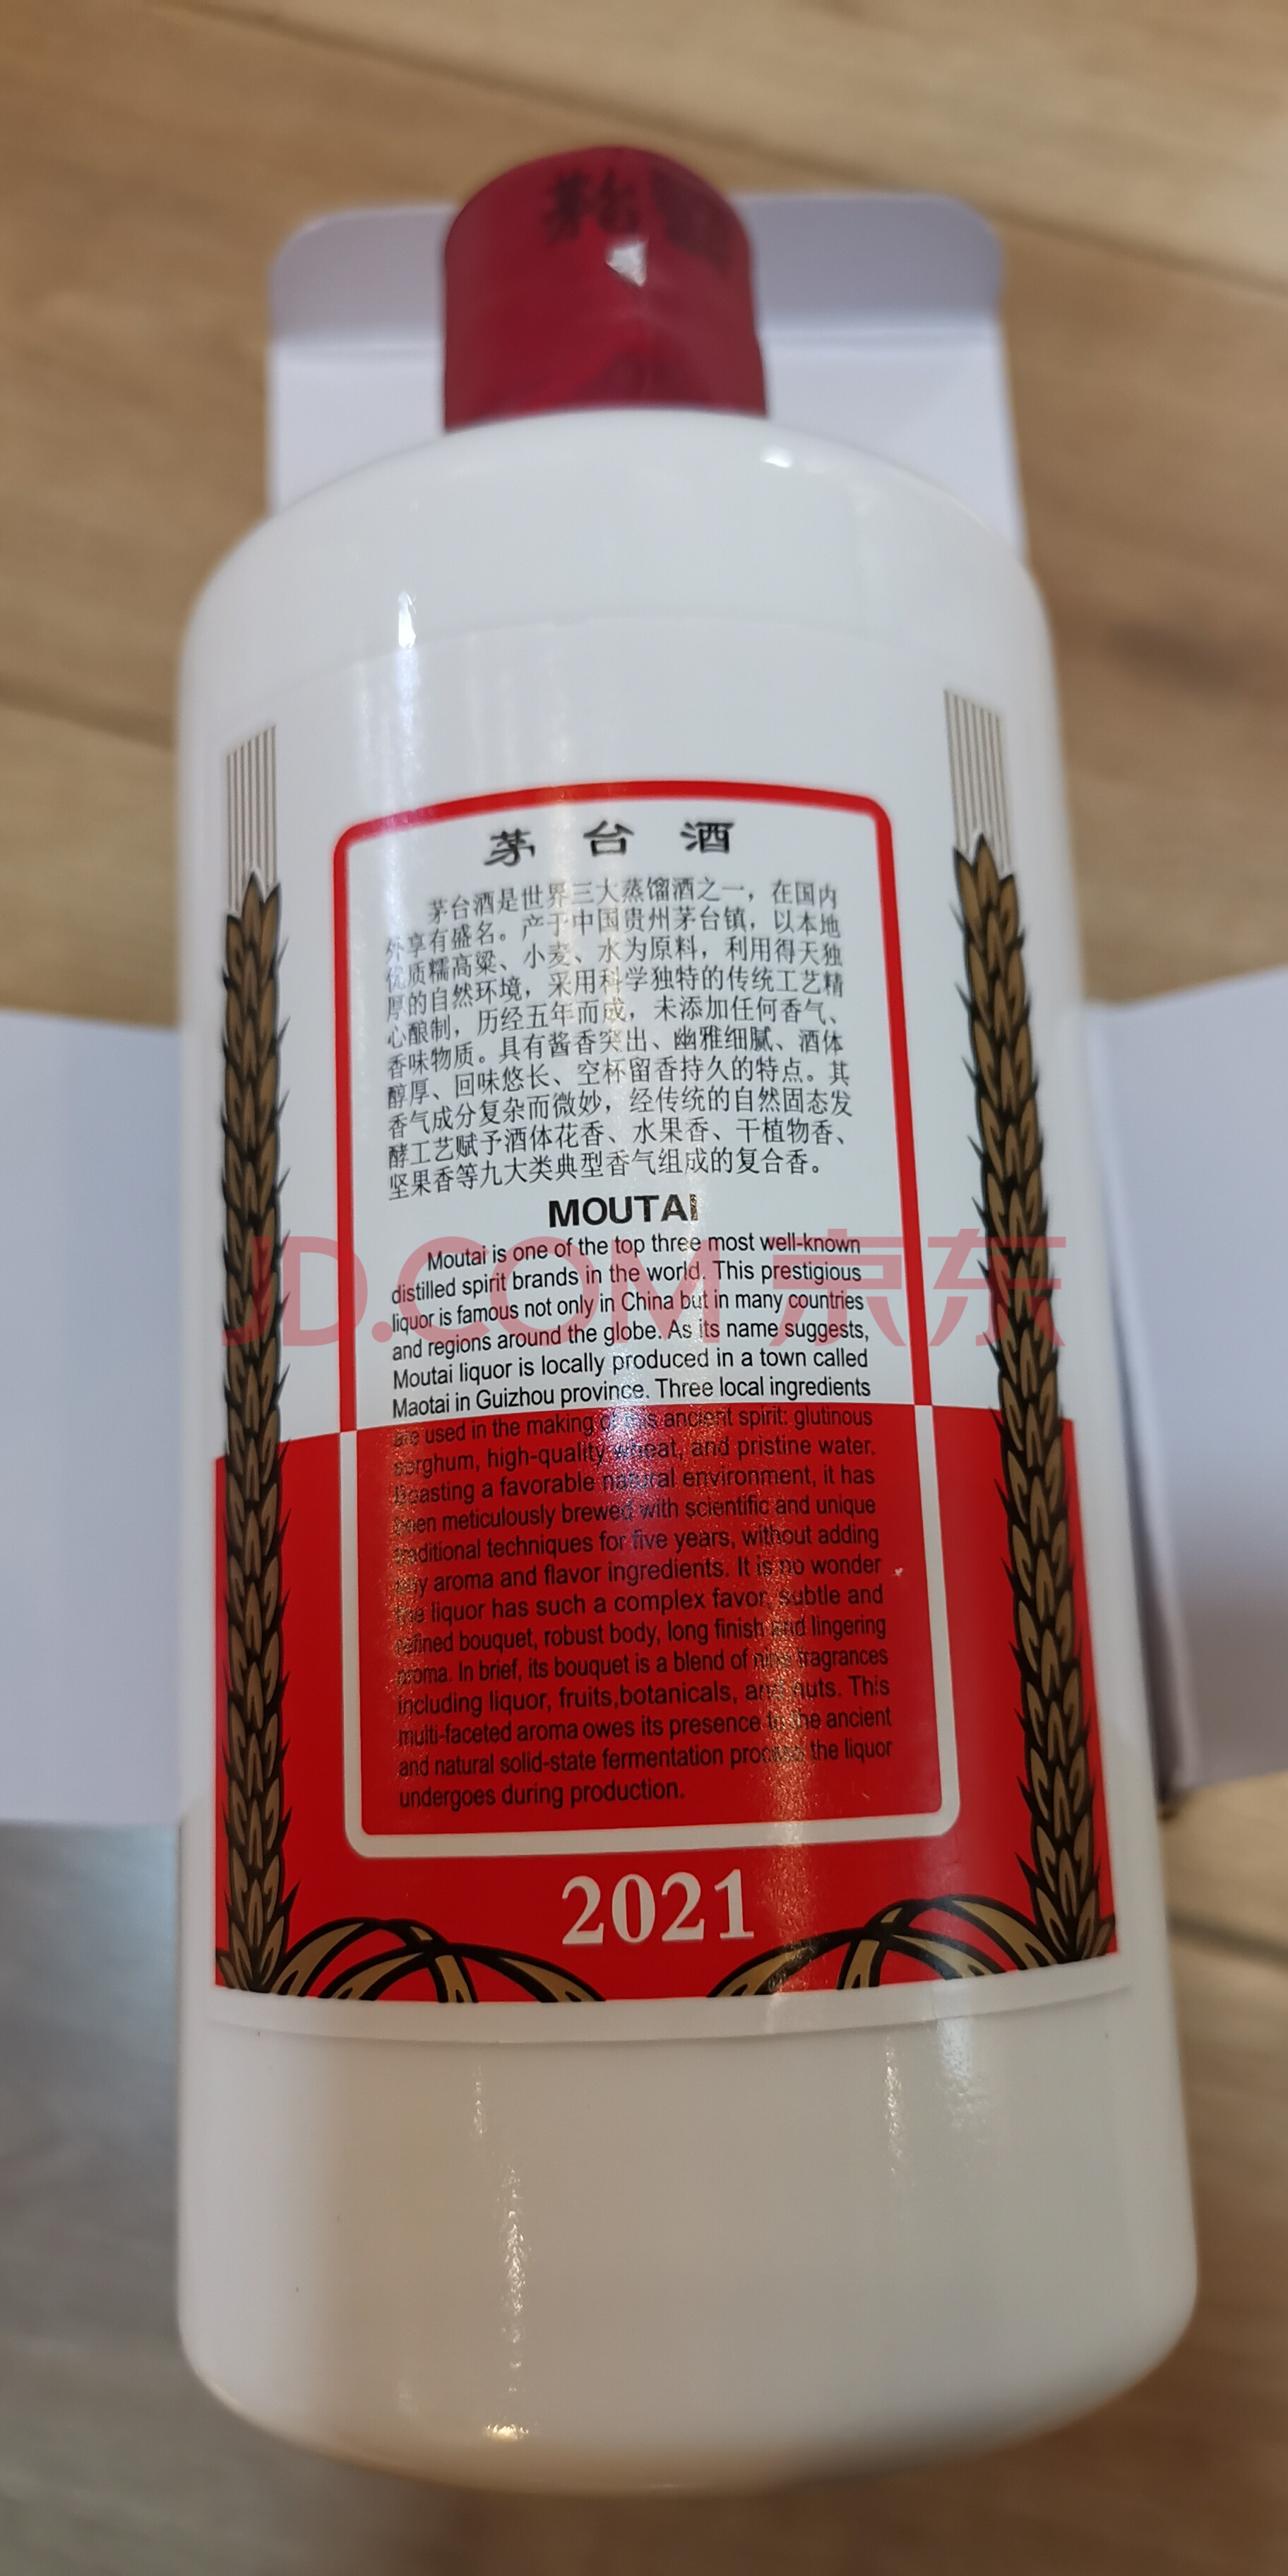 茅台
茅台酒
茅台酒是世界三大蒸馏酒之一，在国内
外享有盛名。产于中国贵州茅台镇，以本地
优质糯高粱、小麦、水为原料，利用得天独
厚的自然环境，采用科学独特的传统工艺精
心酿制，历经五年而成，未添加任何香气、
香味物质。具有酱香突出、幽雅细腻、酒体
醇厚、回味悠长、空杯留香持久的特点。其
香气成分复杂而微妙，经传统的自然固态发
酵工艺赋予酒体花香、水果香、干植物香、
坚果香等九大类典型香气组成的复合香。
MOUTAI
Moutai is one of the top three most well-known
distilled spirit brands in the world. This prestigious
liquor is famous not only in China but in many countries
and regions around the globe. As its name suggests,
Moutai liquor is locally produced in a town called
Maotai in Guizhou province. Three local ingredients
are used in the making of this ancient spirit: glutinous
sorghum, high-quality wheat, and pristine water.
Boasting a favorable natural environment, it has
been meticulously brewed with scientific and unique
traditional techniques for five years, without adding
any aroma and flavor ingredients. It is no wonder
the liquor has such a complex favor, subtle and
refined bouquet, robust body, long finish and lingering
aroma. In brief, its bouquet is a blend of nine fragrances
including liquor, fruits,botanicals, and nuts. This
multi-faceted aroma owes its presence to the ancient
and natural solid-state fermentation process the liquor
undergoes during production.
2021
JD.COM 京东